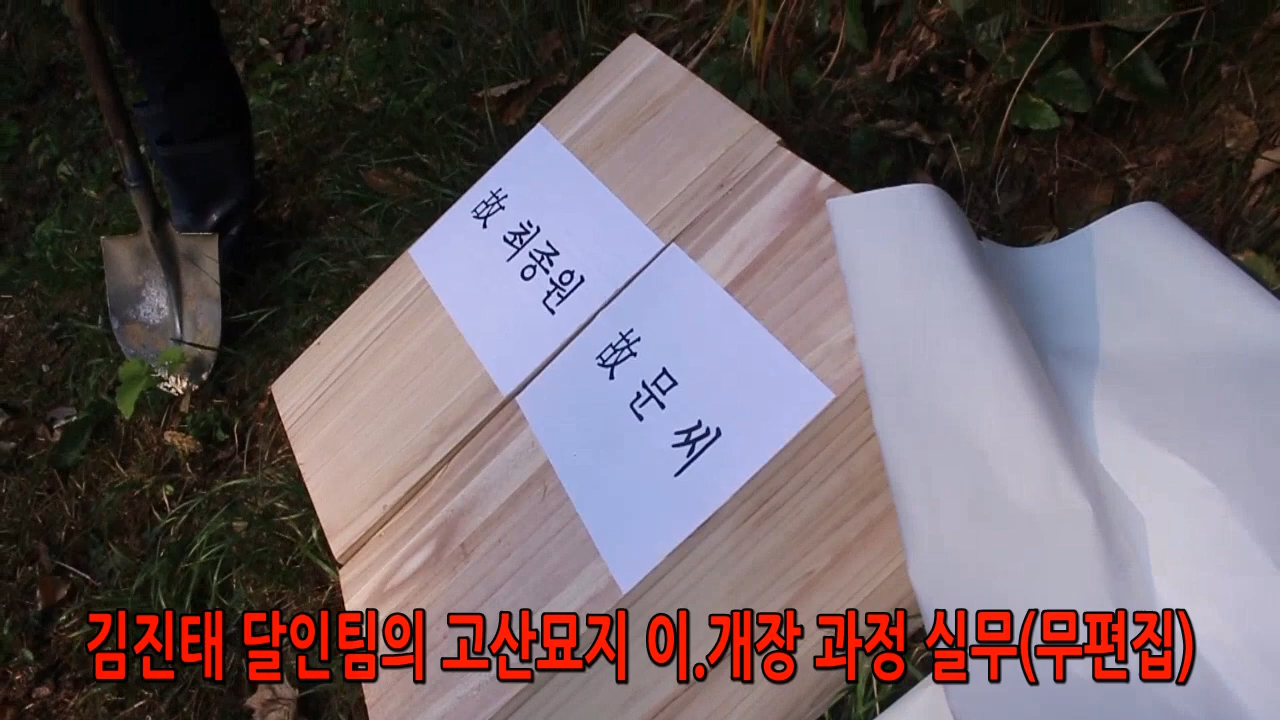 故 최종원
故 문 씨
김진태 달인팀의 고산묘지 이.개장 과정 실무(무편집)